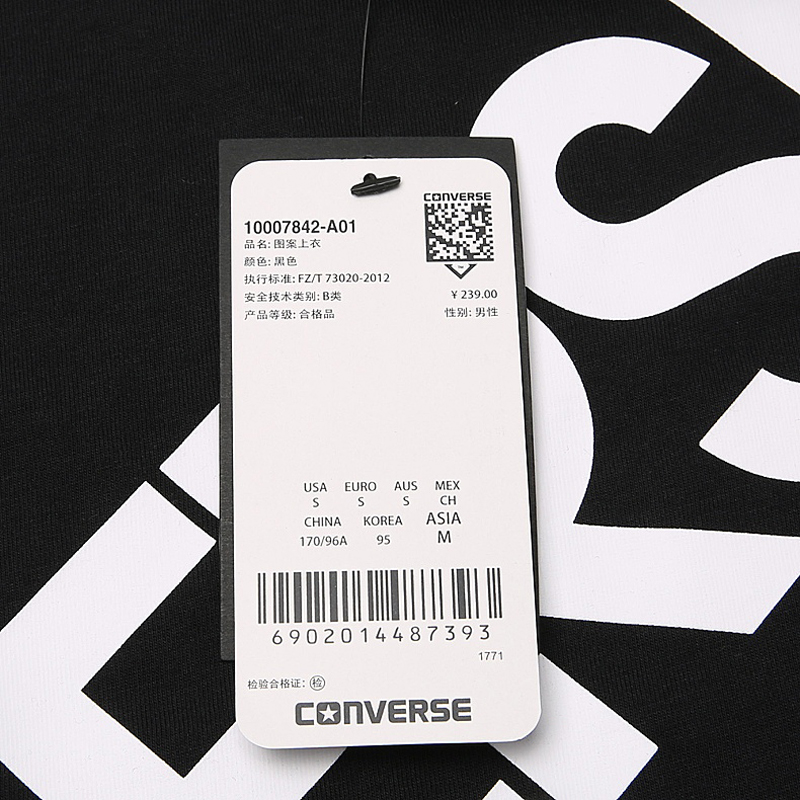 CONVERSE
10007842-A01
品名: 图案上衣
颜色: 黑色
执行标准: FZ/T 73020-2012
安全技术类别: B类
¥ 239.00
产品等级: 合格品
性别: 男性
USA EURO AUS MEX
S S S CH
CHINA KOREA ASIA
170/96A 95 M
6902014487393
1771
检验合格证: 检
CONVERSE